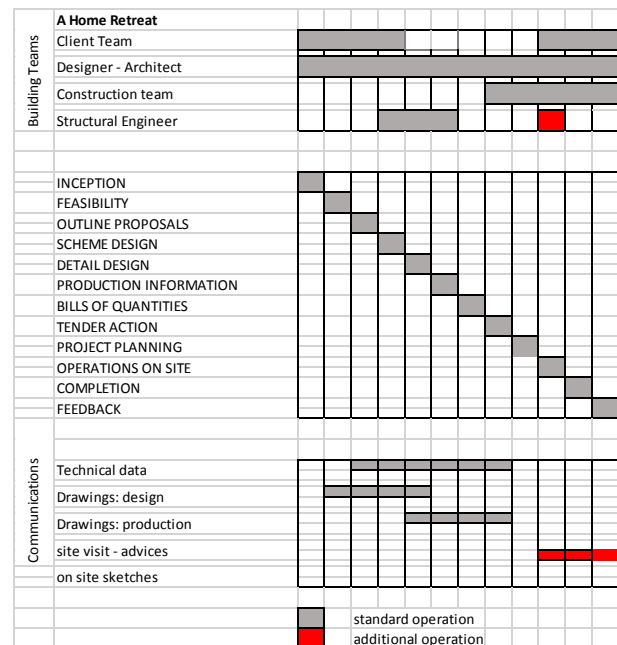 A Home Retreat
Building Teams
Client Team
Designer - Architect
Construction team
Structural Engineer
INCEPTION
FEASIBILITY
OUTLINE PROPOSALS
SCHEME DESIGN
DETAIL DESIGN
PRODUCTION INFORMATION
BILLS OF QUANTITIES
TENDER ACTION
PROJECT PLANNING
OPERATIONS ON SITE
COMPLETION
FEEDBACK
Communications
Technical data
Drawings: design
Drawings: production
site visit - advices
on site sketches
standard operation
additional operation